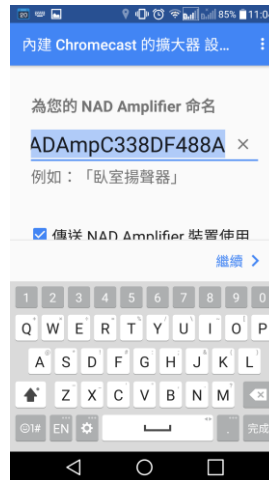 85% 11:04
內建 Chromecast 的擴大器 設...
為您的 NAD Amplifier 命名
ADAmpC338DF488A ×
例如：「臥室揚聲器」
傳送 NAD Amplifier 裝置使用
繼續
1 2 3 4 5 6 7 8 9 0
Q W E R T Y U I O P
A S D F G H J K L
Z X C V B N M
☺1# EN . 完成